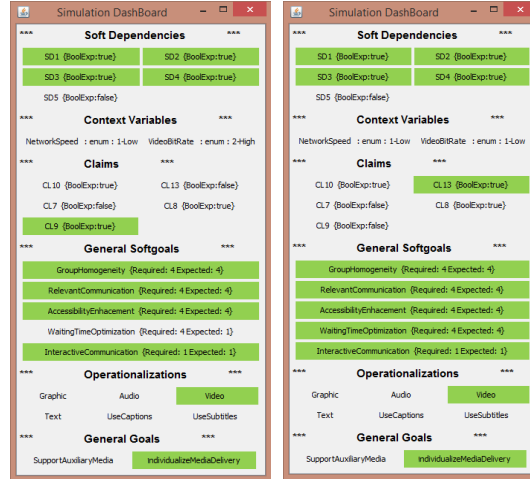 Simulation DashBoard
*** Soft Dependencies ***
SD1 {BoolExp:true} SD2 {BoolExp:true}
SD3 {BoolExp:true} SD4 {BoolExp:true}
SD5 {BoolExp:false}
*** Context Variables ***
NetworkSpeed : enum : 1-Low VideoBitRate : enum : 2-High
*** Claims ***
CL10 {BoolExp:true} CL13 {BoolExp:false}
CL7 {BoolExp:false} CL8 {BoolExp:true}
CL9 {BoolExp:true}
*** General Softgoals ***
GroupHomogeneity {Required: 4 Expected: 4}
RelevantCommunication {Required: 4 Expected: 4}
AccessibilityEnhacement {Required: 4 Expected: 4}
WaitingTimeOptimization {Required: 4 Expected: 1}
InteractiveCommunication {Required: 1 Expected: 1}
*** Operationalizations ***
Graphic Audio Video
Text UseCaptions UseSubtitles
*** General Goals ***
SupportAuxiliaryMedia IndividualizeMediaDelivery
Simulation DashBoard
*** Soft Dependencies ***
SD1 {BoolExp:true} SD2 {BoolExp:true}
SD3 {BoolExp:true} SD4 {BoolExp:true}
SD5 {BoolExp:false}
*** Context Variables ***
NetworkSpeed : enum : 1-Low VideoBitRate : enum : 1-Low
*** Claims ***
CL10 {BoolExp:true} CL13 {BoolExp:true}
CL7 {BoolExp:false} CL8 {BoolExp:true}
CL9 {BoolExp:true}
*** General Softgoals ***
GroupHomogeneity {Required: 4 Expected: 4}
RelevantCommunication {Required: 4 Expected: 4}
AccessibilityEnhacement {Required: 4 Expected: 4}
WaitingTimeOptimization {Required: 4 Expected: 4}
InteractiveCommunication {Required: 1 Expected: 1}
*** Operationalizations ***
Graphic Audio Video
Text UseCaptions UseSubtitles
*** General Goals ***
SupportAuxiliaryMedia IndividualizeMediaDelivery